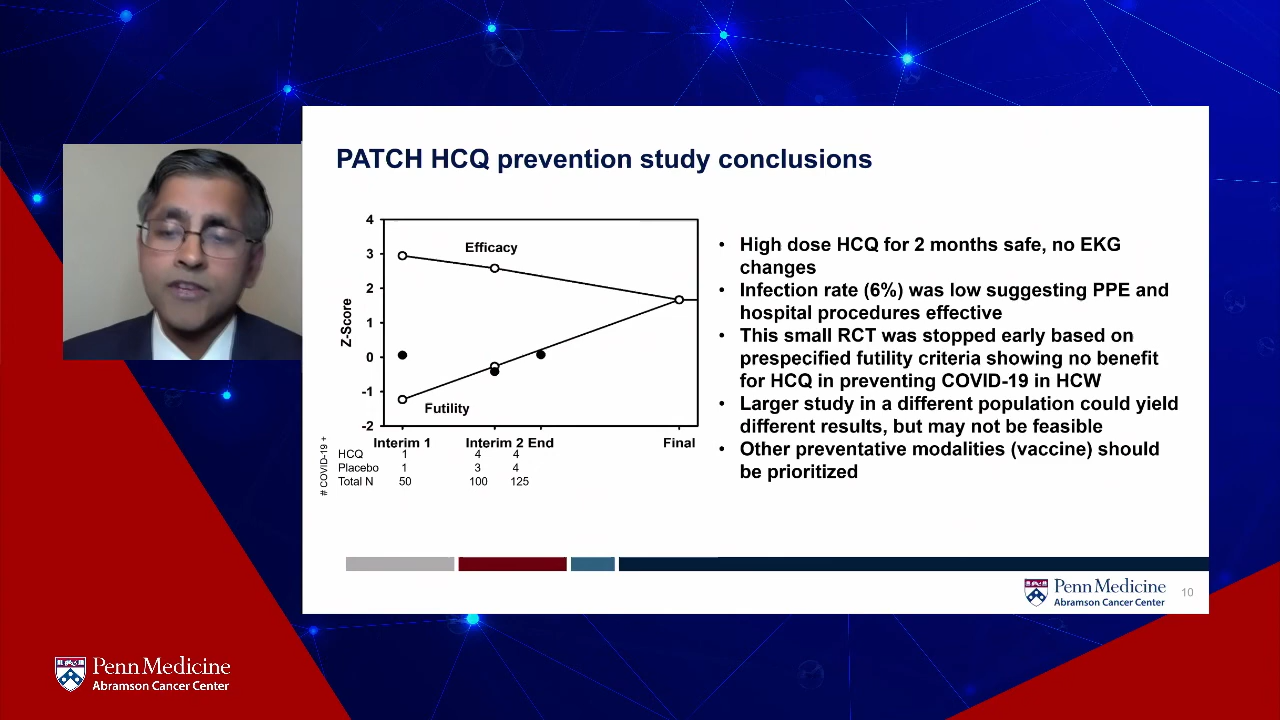 PATCH HCQ prevention study conclusions
4
3
2
1
0
-1
-2
Z-Score
Efficacy
Futility
Interim 1 Interim 2 End Final
# COVID-19 +
HCQ 1 4 4
Placebo 1 3 4
Total N 50 100 125
• High dose HCQ for 2 months safe, no EKG
changes
• Infection rate (6%) was low suggesting PPE and
hospital procedures effective
• This small RCT was stopped early based on
prespecified futility criteria showing no benefit
for HCQ in preventing COVID-19 in HCW
• Larger study in a different population could yield
different results, but may not be feasible
• Other preventative modalities (vaccine) should
be prioritized
Penn Medicine
Abramson Cancer Center
10
Penn Medicine
Abramson Cancer Center